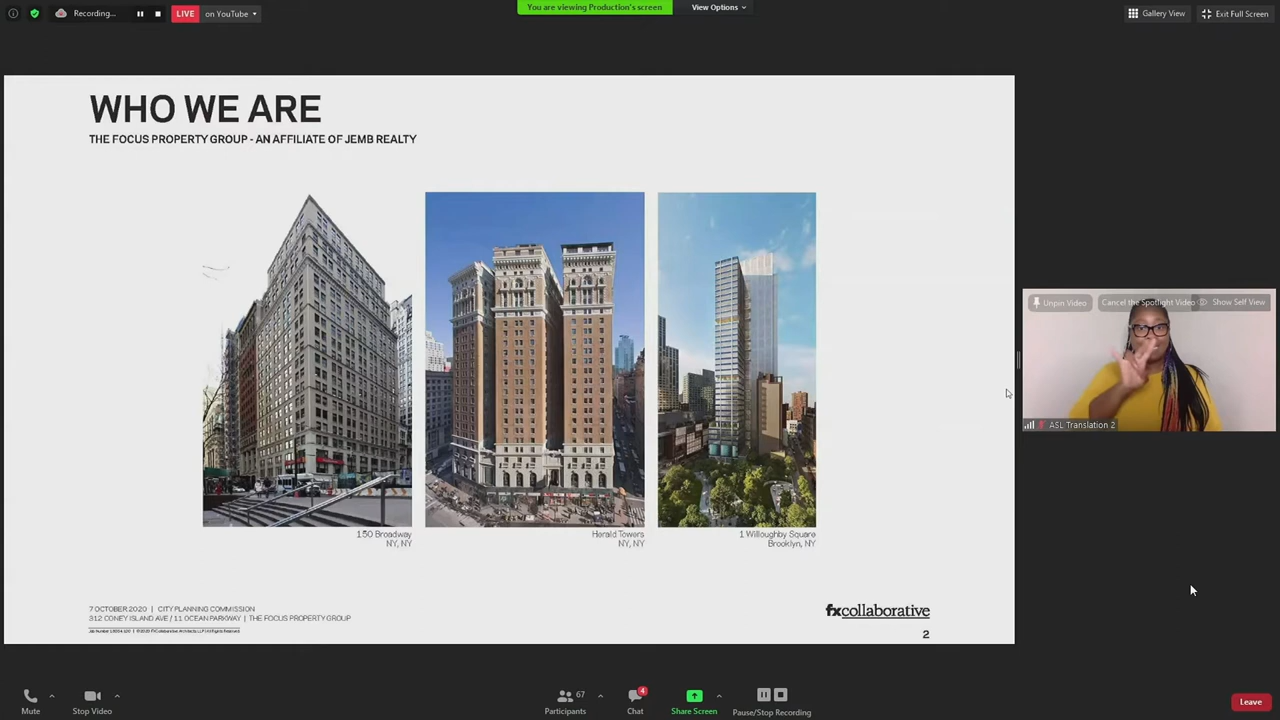 Recording...
LIVE on YouTube
You are viewing Production's screen
View Options
Gallery View
Exit Full Screen
WHO WE ARE
THE FOCUS PROPERTY GROUP - AN AFFILIATE OF JEMB REALTY
Unpin Video
Cancel the Spotlight Video
Show Self View
ASL Translation 2
150 Broadway
NY, NY
Herald Towers
NY, NY
1 Willoughby Square
Brooklyn, NY
7 OCTOBER 2020 | CITY PLANNING COMMISSION
312 CONEY ISLAND AVE / 11 OCEAN PARKWAY | THE FOCUS PROPERTY GROUP
fxcollaborative
2
Mute
Stop Video
67
Participants
4
Chat
Share Screen
Pause/Stop Recording
Leave